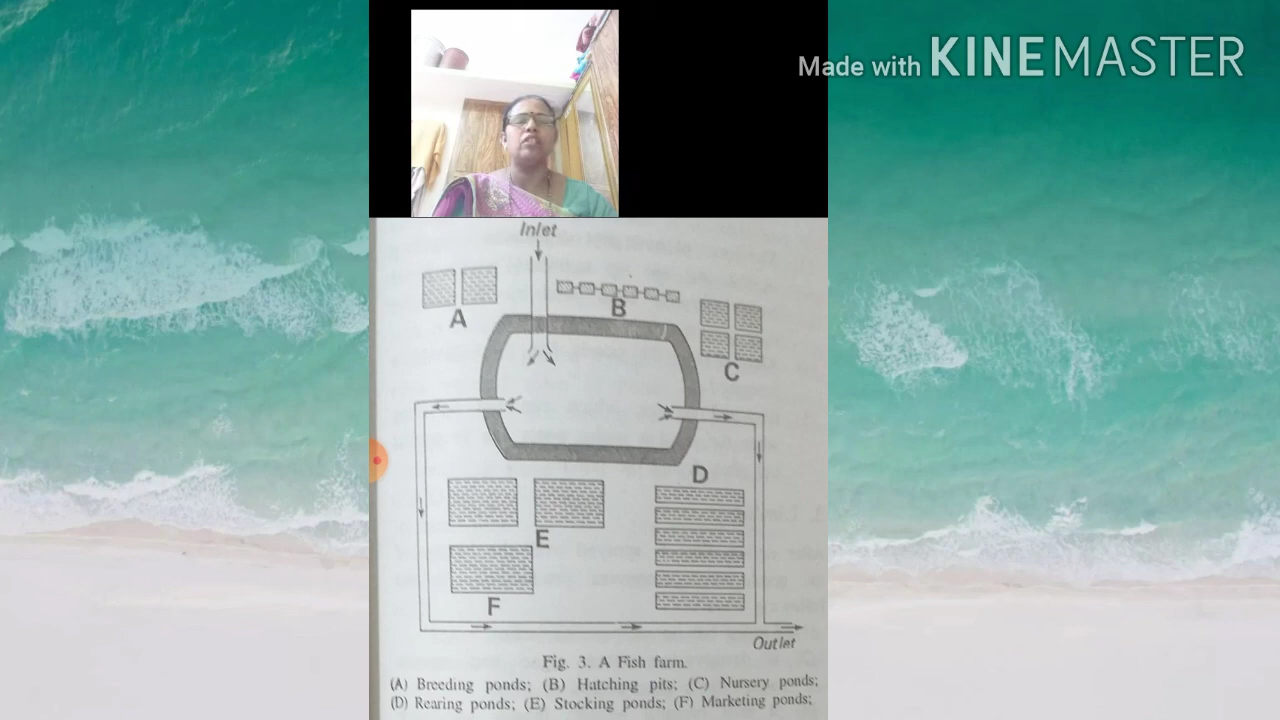 Made with KINEMASTER
Inlet
A
B
C
D
E
F
Outlet
Fig. 3. A Fish farm.
(A) Breeding ponds; (B) Hatching pits; (C) Nursery ponds;
(D) Rearing ponds; (E) Stocking ponds; (F) Marketing ponds;